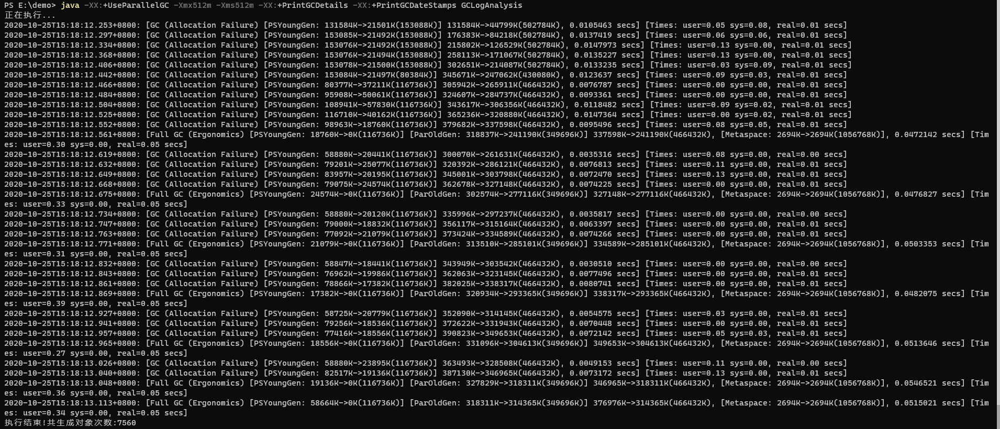 PS E:\demo> java -XX:+UseParallelGC -Xmx512m -Xms512m -XX:+PrintGCDetails -XX:+PrintGCDateStamps GCLogAnalysis
正在执行...
2020-10-25T15:18:12.253+0800: [GC (Allocation Failure) [PSYoungGen: 131584K->21501K(153088K)] 131584K->44799K(502784K), 0.0105463 secs] [Times: user=0.05 sys=0.08, real=0.01 secs]
2020-10-25T15:18:12.297+0800: [GC (Allocation Failure) [PSYoungGen: 153085K->21492K(153088K)] 176383K->84218K(502784K), 0.0137419 secs] [Times: user=0.06 sys=0.06, real=0.01 secs]
2020-10-25T15:18:12.334+0800: [GC (Allocation Failure) [PSYoungGen: 153076K->21492K(153088K)] 215802K->126529K(502784K), 0.0147973 secs] [Times: user=0.13 sys=0.00, real=0.01 secs]
2020-10-25T15:18:12.368+0800: [GC (Allocation Failure) [PSYoungGen: 153076K->21494K(153088K)] 258113K->171067K(502784K), 0.0135227 secs] [Times: user=0.13 sys=0.00, real=0.01 secs]
2020-10-25T15:18:12.406+0800: [GC (Allocation Failure) [PSYoungGen: 153078K->21500K(153088K)] 302651K->214087K(502784K), 0.0133235 secs] [Times: user=0.03 sys=0.09, real=0.01 secs]
2020-10-25T15:18:12.442+0800: [GC (Allocation Failure) [PSYoungGen: 153084K->21497K(80384K)] 345671K->247062K(430080K), 0.0123637 secs] [Times: user=0.09 sys=0.03, real=0.01 secs]
2020-10-25T15:18:12.466+0800: [GC (Allocation Failure) [PSYoungGen: 80377K->37211K(116736K)] 305942K->265911K(466432K), 0.0076787 secs] [Times: user=0.00 sys=0.00, real=0.01 secs]
2020-10-25T15:18:12.484+0800: [GC (Allocation Failure) [PSYoungGen: 95908K->50061K(116736K)] 324607K->284737K(466432K), 0.0093361 secs] [Times: user=0.00 sys=0.00, real=0.01 secs]
2020-10-25T15:18:12.504+0800: [GC (Allocation Failure) [PSYoungGen: 108941K->57830K(116736K)] 343617K->306356K(466432K), 0.0118482 secs] [Times: user=0.09 sys=0.02, real=0.01 secs]
2020-10-25T15:18:12.525+0800: [GC (Allocation Failure) [PSYoungGen: 116710K->40162K(116736K)] 365236K->320880K(466432K), 0.0147364 secs] [Times: user=0.00 sys=0.02, real=0.01 secs]
2020-10-25T15:18:12.552+0800: [GC (Allocation Failure) [PSYoungGen: 98963K->18760K(116736K)] 379682K->337598K(466432K), 0.0095496 secs] [Times: user=0.08 sys=0.05, real=0.01 secs]
2020-10-25T15:18:12.561+0800: [Full GC (Ergonomics) [PSYoungGen: 18760K->0K(116736K)] [ParOldGen: 318837K->241190K(349696K)] 337598K->241190K(466432K), [Metaspace: 2694K->2694K(1056768K)], 0.0472142 secs] [Tim
es: user=0.30 sys=0.00, real=0.05 secs]
2020-10-25T15:18:12.619+0800: [GC (Allocation Failure) [PSYoungGen: 58880K->20441K(116736K)] 300070K->261631K(466432K), 0.0035316 secs] [Times: user=0.08 sys=0.00, real=0.00 secs]
2020-10-25T15:18:12.632+0800: [GC (Allocation Failure) [PSYoungGen: 79201K->25077K(116736K)] 320392K->286121K(466432K), 0.0076813 secs] [Times: user=0.11 sys=0.00, real=0.01 secs]
2020-10-25T15:18:12.649+0800: [GC (Allocation Failure) [PSYoungGen: 83957K->20195K(116736K)] 345001K->303798K(466432K), 0.0072470 secs] [Times: user=0.13 sys=0.00, real=0.01 secs]
2020-10-25T15:18:12.668+0800: [GC (Allocation Failure) [PSYoungGen: 79075K->24574K(116736K)] 362678K->327148K(466432K), 0.0074225 secs] [Times: user=0.00 sys=0.00, real=0.01 secs]
2020-10-25T15:18:12.675+0800: [Full GC (Ergonomics) [PSYoungGen: 24574K->0K(116736K)] [ParOldGen: 302574K->277116K(349696K)] 327148K->277116K(466432K), [Metaspace: 2694K->2694K(1056768K)], 0.0476827 secs] [Tim
es: user=0.33 sys=0.00, real=0.05 secs]
2020-10-25T15:18:12.734+0800: [GC (Allocation Failure) [PSYoungGen: 58880K->20120K(116736K)] 335996K->297237K(466432K), 0.0035817 secs] [Times: user=0.00 sys=0.00, real=0.00 secs]
2020-10-25T15:18:12.747+0800: [GC (Allocation Failure) [PSYoungGen: 79000K->18832K(116736K)] 356117K->315164K(466432K), 0.0063397 secs] [Times: user=0.00 sys=0.00, real=0.01 secs]
2020-10-25T15:18:12.763+0800: [GC (Allocation Failure) [PSYoungGen: 77092K->21079K(116736K)] 373424K->334589K(466432K), 0.0074266 secs] [Times: user=0.00 sys=0.00, real=0.01 secs]
2020-10-25T15:18:12.771+0800: [Full GC (Ergonomics) [PSYoungGen: 21079K->0K(116736K)] [ParOldGen: 313510K->285101K(349696K)] 334589K->285101K(466432K), [Metaspace: 2694K->2694K(1056768K)], 0.0503353 secs] [Tim
es: user=0.31 sys=0.00, real=0.05 secs]
2020-10-25T15:18:12.832+0800: [GC (Allocation Failure) [PSYoungGen: 58847K->18441K(116736K)] 343949K->303542K(466432K), 0.0030510 secs] [Times: user=0.00 sys=0.00, real=0.00 secs]
2020-10-25T15:18:12.843+0800: [GC (Allocation Failure) [PSYoungGen: 76962K->19986K(116736K)] 362063K->323145K(466432K), 0.0077496 secs] [Times: user=0.00 sys=0.00, real=0.01 secs]
2020-10-25T15:18:12.861+0800: [GC (Allocation Failure) [PSYoungGen: 78866K->17382K(116736K)] 382025K->338317K(466432K), 0.0080741 secs] [Times: user=0.00 sys=0.00, real=0.01 secs]
2020-10-25T15:18:12.869+0800: [Full GC (Ergonomics) [PSYoungGen: 17382K->0K(116736K)] [ParOldGen: 320934K->293365K(349696K)] 338317K->293365K(466432K), [Metaspace: 2694K->2694K(1056768K)], 0.0482075 secs] [Tim
es: user=0.39 sys=0.00, real=0.05 secs]
2020-10-25T15:18:12.927+0800: [GC (Allocation Failure) [PSYoungGen: 58725K->20779K(116736K)] 352090K->314145K(466432K), 0.0054575 secs] [Times: user=0.03 sys=0.00, real=0.01 secs]
2020-10-25T15:18:12.941+0800: [GC (Allocation Failure) [PSYoungGen: 79256K->18536K(116736K)] 372622K->331943K(466432K), 0.0070448 secs] [Times: user=0.00 sys=0.00, real=0.01 secs]
2020-10-25T15:18:12.957+0800: [GC (Allocation Failure) [PSYoungGen: 77416K->18556K(116736K)] 390823K->349653K(466432K), 0.0072142 secs] [Times: user=0.05 sys=0.03, real=0.01 secs]
2020-10-25T15:18:12.965+0800: [Full GC (Ergonomics) [PSYoungGen: 18556K->0K(116736K)] [ParOldGen: 331096K->304613K(349696K)] 349653K->304613K(466432K), [Metaspace: 2694K->2694K(1056768K)], 0.0513646 secs] [Tim
es: user=0.27 sys=0.00, real=0.05 secs]
2020-10-25T15:18:13.026+0800: [GC (Allocation Failure) [PSYoungGen: 58880K->23895K(116736K)] 363493K->328508K(466432K), 0.0049153 secs] [Times: user=0.11 sys=0.00, real=0.00 secs]
2020-10-25T15:18:13.040+0800: [GC (Allocation Failure) [PSYoungGen: 82517K->19136K(116736K)] 387130K->346965K(466432K), 0.0073172 secs] [Times: user=0.13 sys=0.00, real=0.01 secs]
2020-10-25T15:18:13.048+0800: [Full GC (Ergonomics) [PSYoungGen: 19136K->0K(116736K)] [ParOldGen: 327829K->318311K(349696K)] 346965K->318311K(466432K), [Metaspace: 2694K->2694K(1056768K)], 0.0546521 secs] [Tim
es: user=0.36 sys=0.00, real=0.05 secs]
2020-10-25T15:18:13.113+0800: [Full GC (Ergonomics) [PSYoungGen: 58664K->0K(116736K)] [ParOldGen: 318311K->314365K(349696K)] 376976K->314365K(466432K), [Metaspace: 2694K->2694K(1056768K)], 0.0515021 secs] [Tim
es: user=0.34 sys=0.00, real=0.05 secs]
执行结束!共生成对象次数:7560